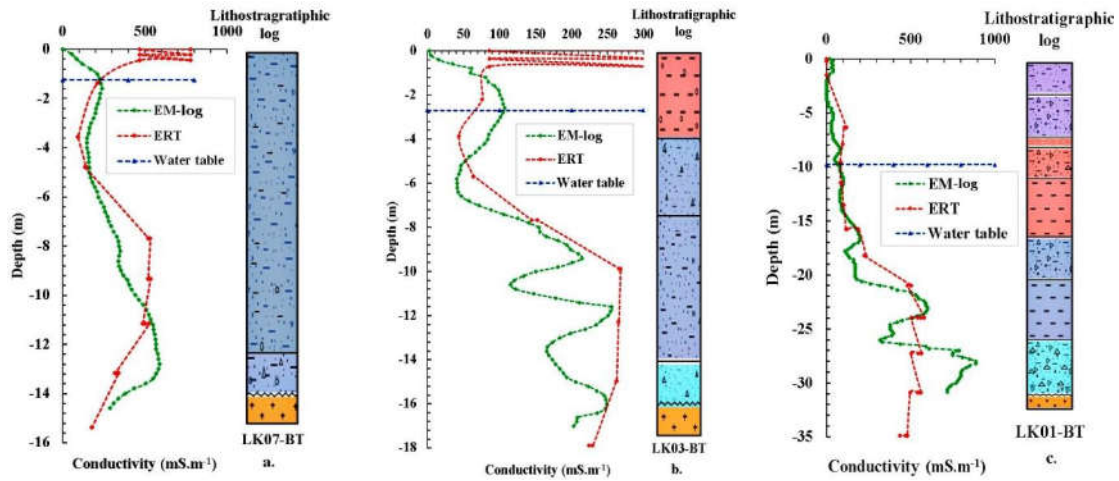 Lithostragratiphic
log
0 500 1000
0
-2
-4
-6
-8
-10
-12
-14
-16
Depth (m)
EM-log
ERT
Water table
LK07-BT
Conductivity (mS.m-1)
a.
Lithostratigraphic
log
0 50 100 150 200 250 300
0
-2
-4
-6
-8
-10
-12
-14
-16
-18
Depth (m)
EM-log
ERT
Water table
LK03-BT
Conductivity (mS.m-1)
b.
Lithostratigraphic
log
0 500 1000
0
-5
-10
-15
-20
-25
-30
-35
Depth (m)
EM-log
ERT
Water table
LK01-BT
Conductivity (mS.m-1)
c.